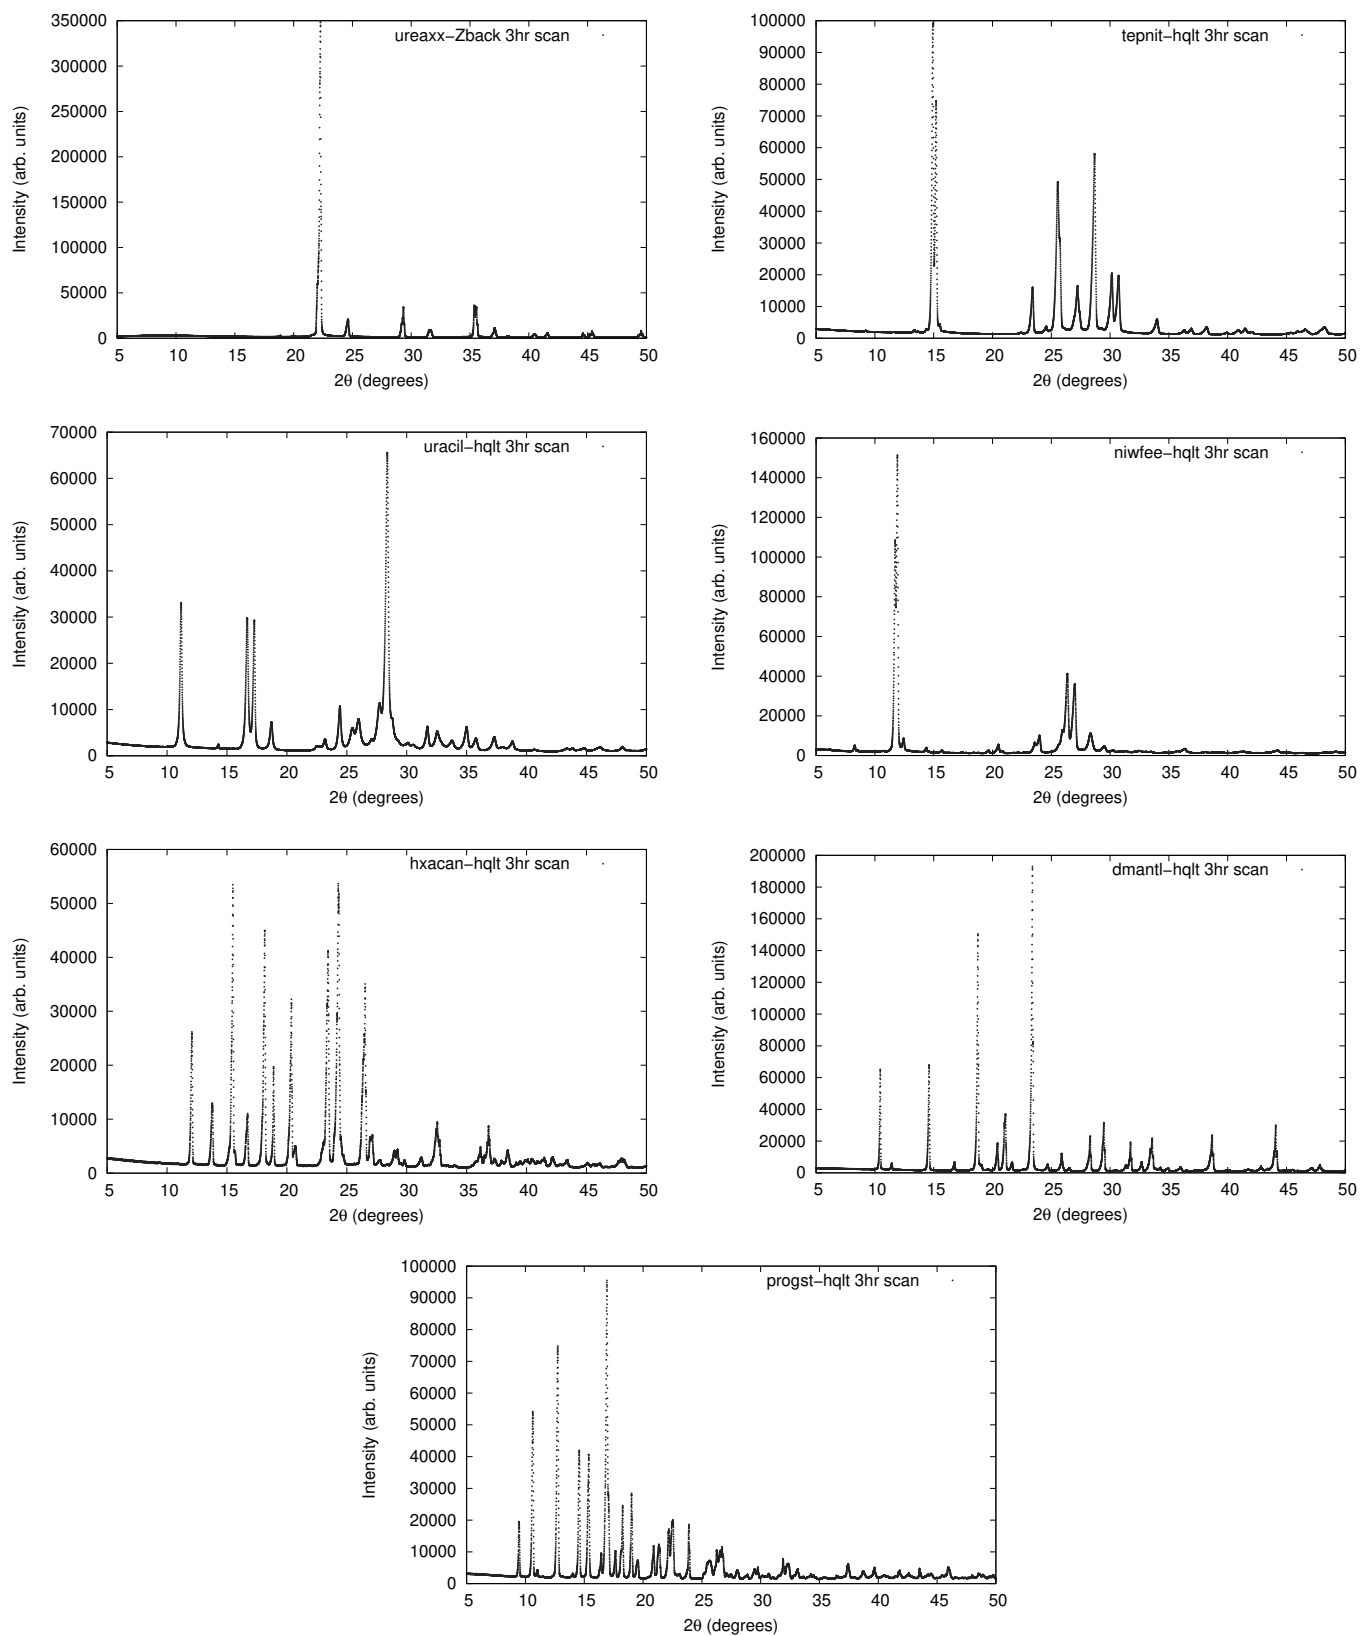 ureaxx−Zback 3hr scan
Intensity (arb. units)
350000
300000
250000
200000
150000
100000
50000
0
5 10 15 20 25 30 35 40 45 50
2θ (degrees)
tepnit−hqlt 3hr scan
Intensity (arb. units)
100000
90000
80000
70000
60000
50000
40000
30000
20000
10000
0
5 10 15 20 25 30 35 40 45 50
2θ (degrees)
uracil−hqlt 3hr scan
Intensity (arb. units)
70000
60000
50000
40000
30000
20000
10000
0
5 10 15 20 25 30 35 40 45 50
2θ (degrees)
niwfee−hqlt 3hr scan
Intensity (arb. units)
160000
140000
120000
100000
80000
60000
40000
20000
0
5 10 15 20 25 30 35 40 45 50
2θ (degrees)
hxacan−hqlt 3hr scan
Intensity (arb. units)
60000
50000
40000
30000
20000
10000
0
5 10 15 20 25 30 35 40 45 50
2θ (degrees)
dmantl−hqlt 3hr scan
Intensity (arb. units)
200000
180000
160000
140000
120000
100000
80000
60000
40000
20000
0
5 10 15 20 25 30 35 40 45 50
2θ (degrees)
progst−hqlt 3hr scan
Intensity (arb. units)
100000
90000
80000
70000
60000
50000
40000
30000
20000
10000
0
5 10 15 20 25 30 35 40 45 50
2θ (degrees)